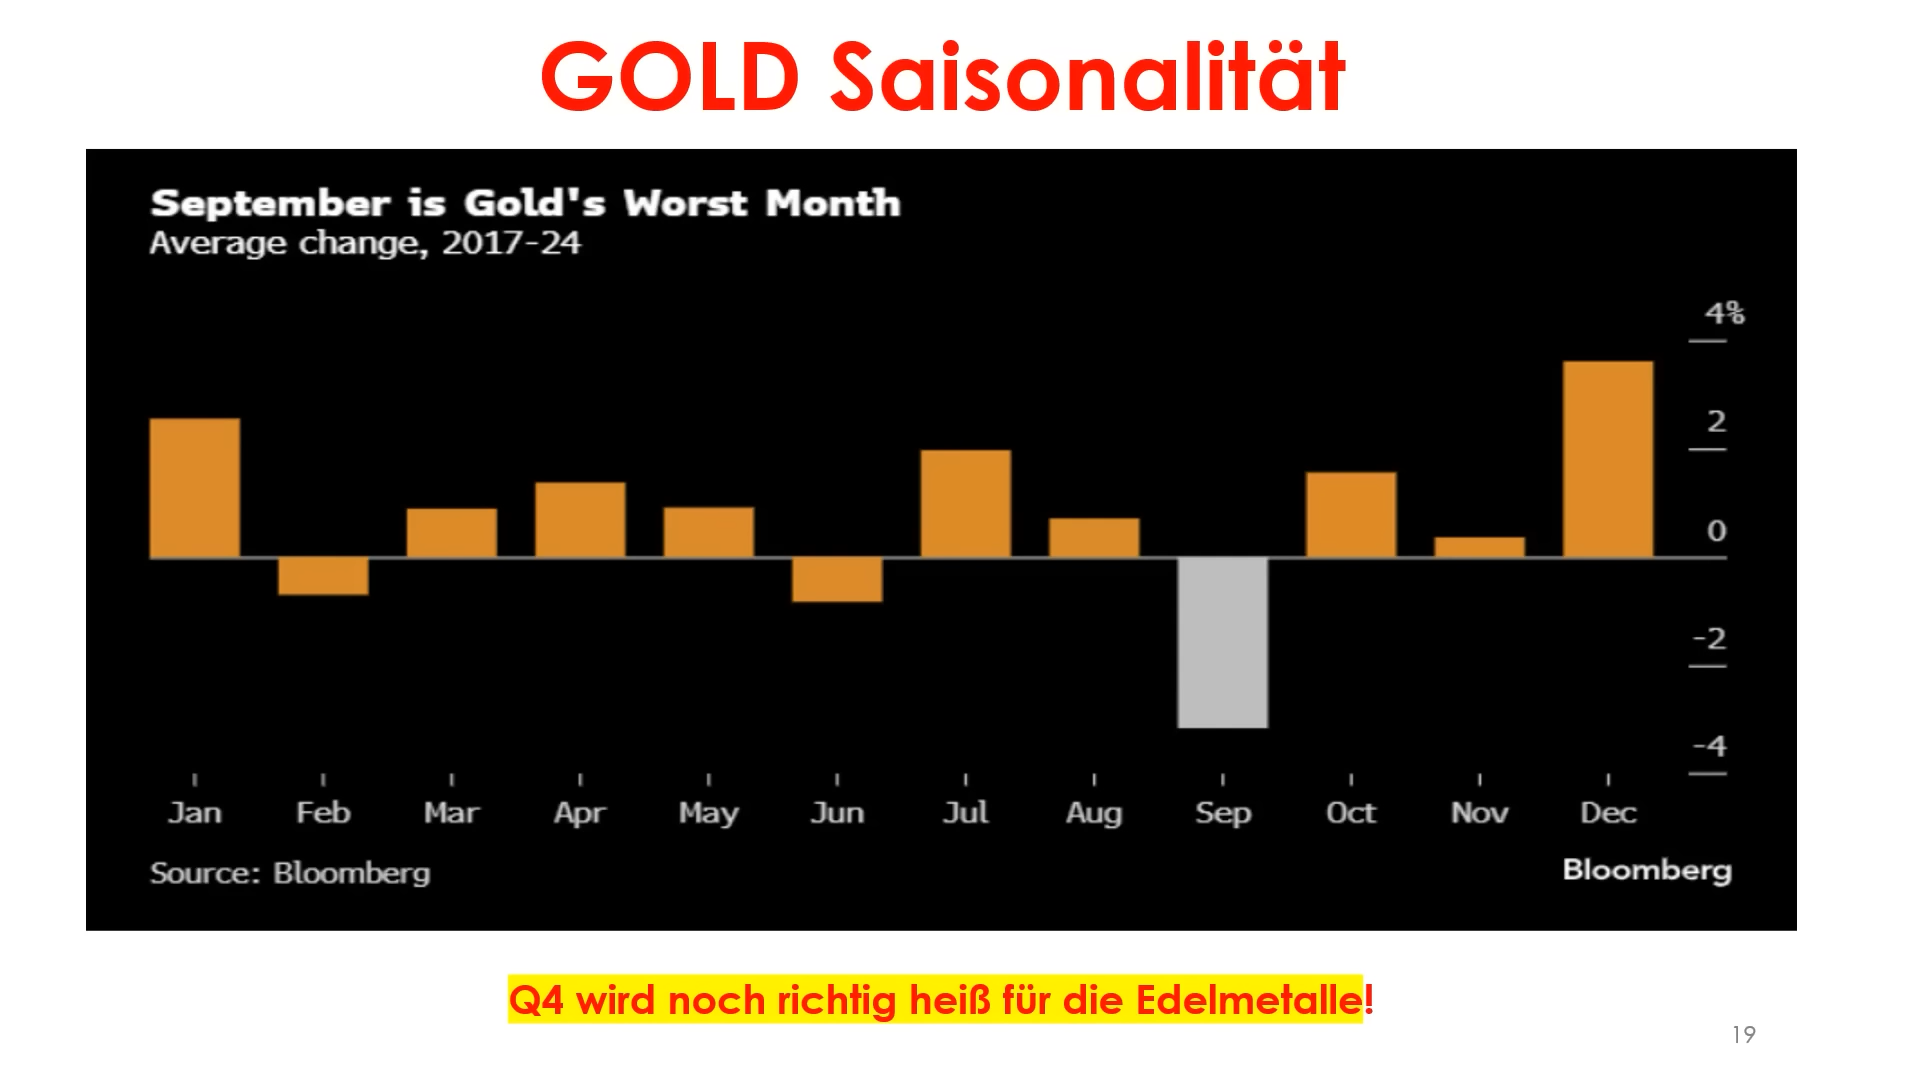 GOLD Saisonalität
September is Gold's Worst Month
Average change, 2017-24
4%
2
0
-2
-4
Jan Feb Mar Apr May Jun Jul Aug Sep Oct Nov Dec
Source: Bloomberg
Bloomberg
Q4 wird noch richtig heiß für die Edelmetalle!
19